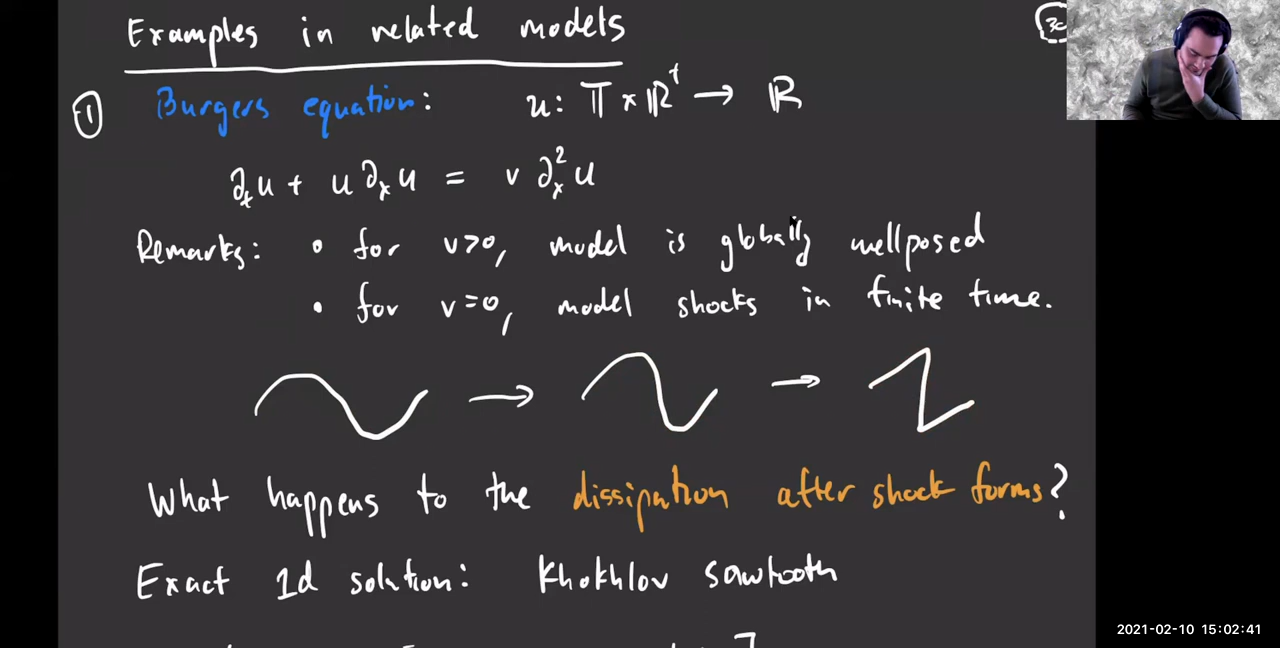 Examples in related models
① Burgers equation: u: 𝕋 × ℝ⁺ → ℝ
∂ₜu + u ∂ₓu = ν ∂ₓ²u
Remarks: • for ν>0, model is globally wellposed
• for ν=0, model shocks in finite time.
What happens to the dissipation after shock forms?
Exact 1d solution: Khokhlov sawtooth
2021-02-10 15:02:41